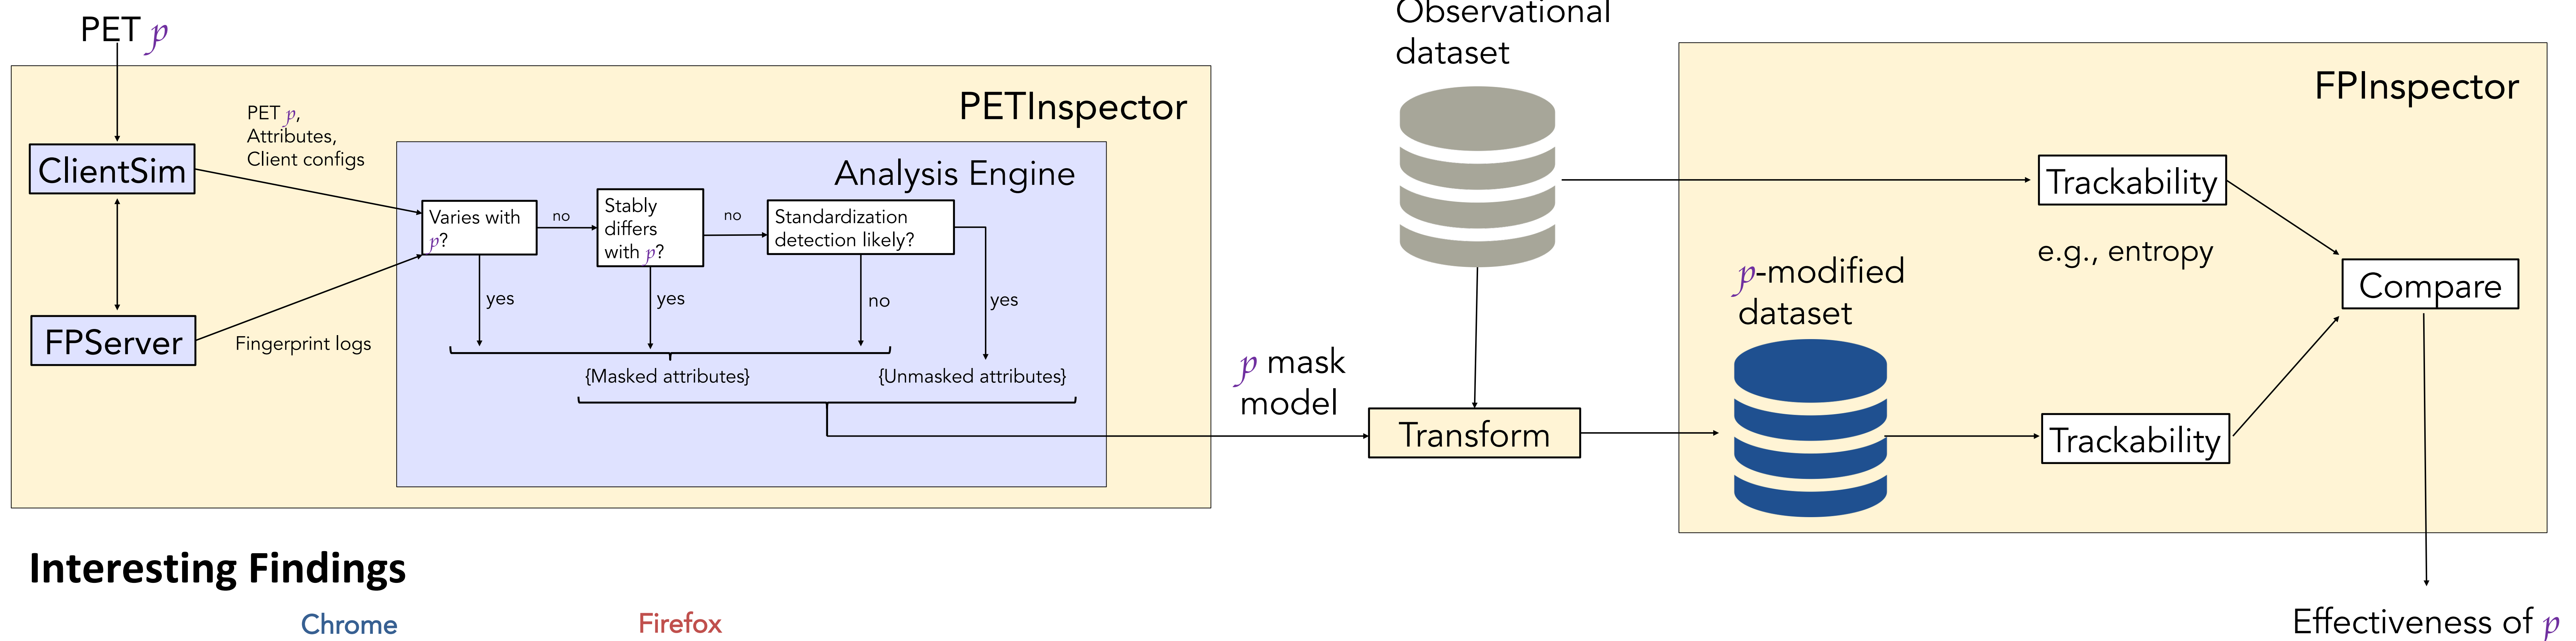 PET p
PETInspector
PET p,
Attributes,
Client configs
ClientSim
FPServer
Fingerprint logs
Analysis Engine
Varies with
p?
no
Stably
differs
with p?
no
Standardization
detection likely?
yes
yes
no
yes
{Masked attributes}
{Unmasked attributes}
p mask
model
Observational
dataset
Transform
FPInspector
p-modified
dataset
Trackability
e.g., entropy
Trackability
Compare
Effectiveness of p
Interesting Findings
Chrome
Firefox